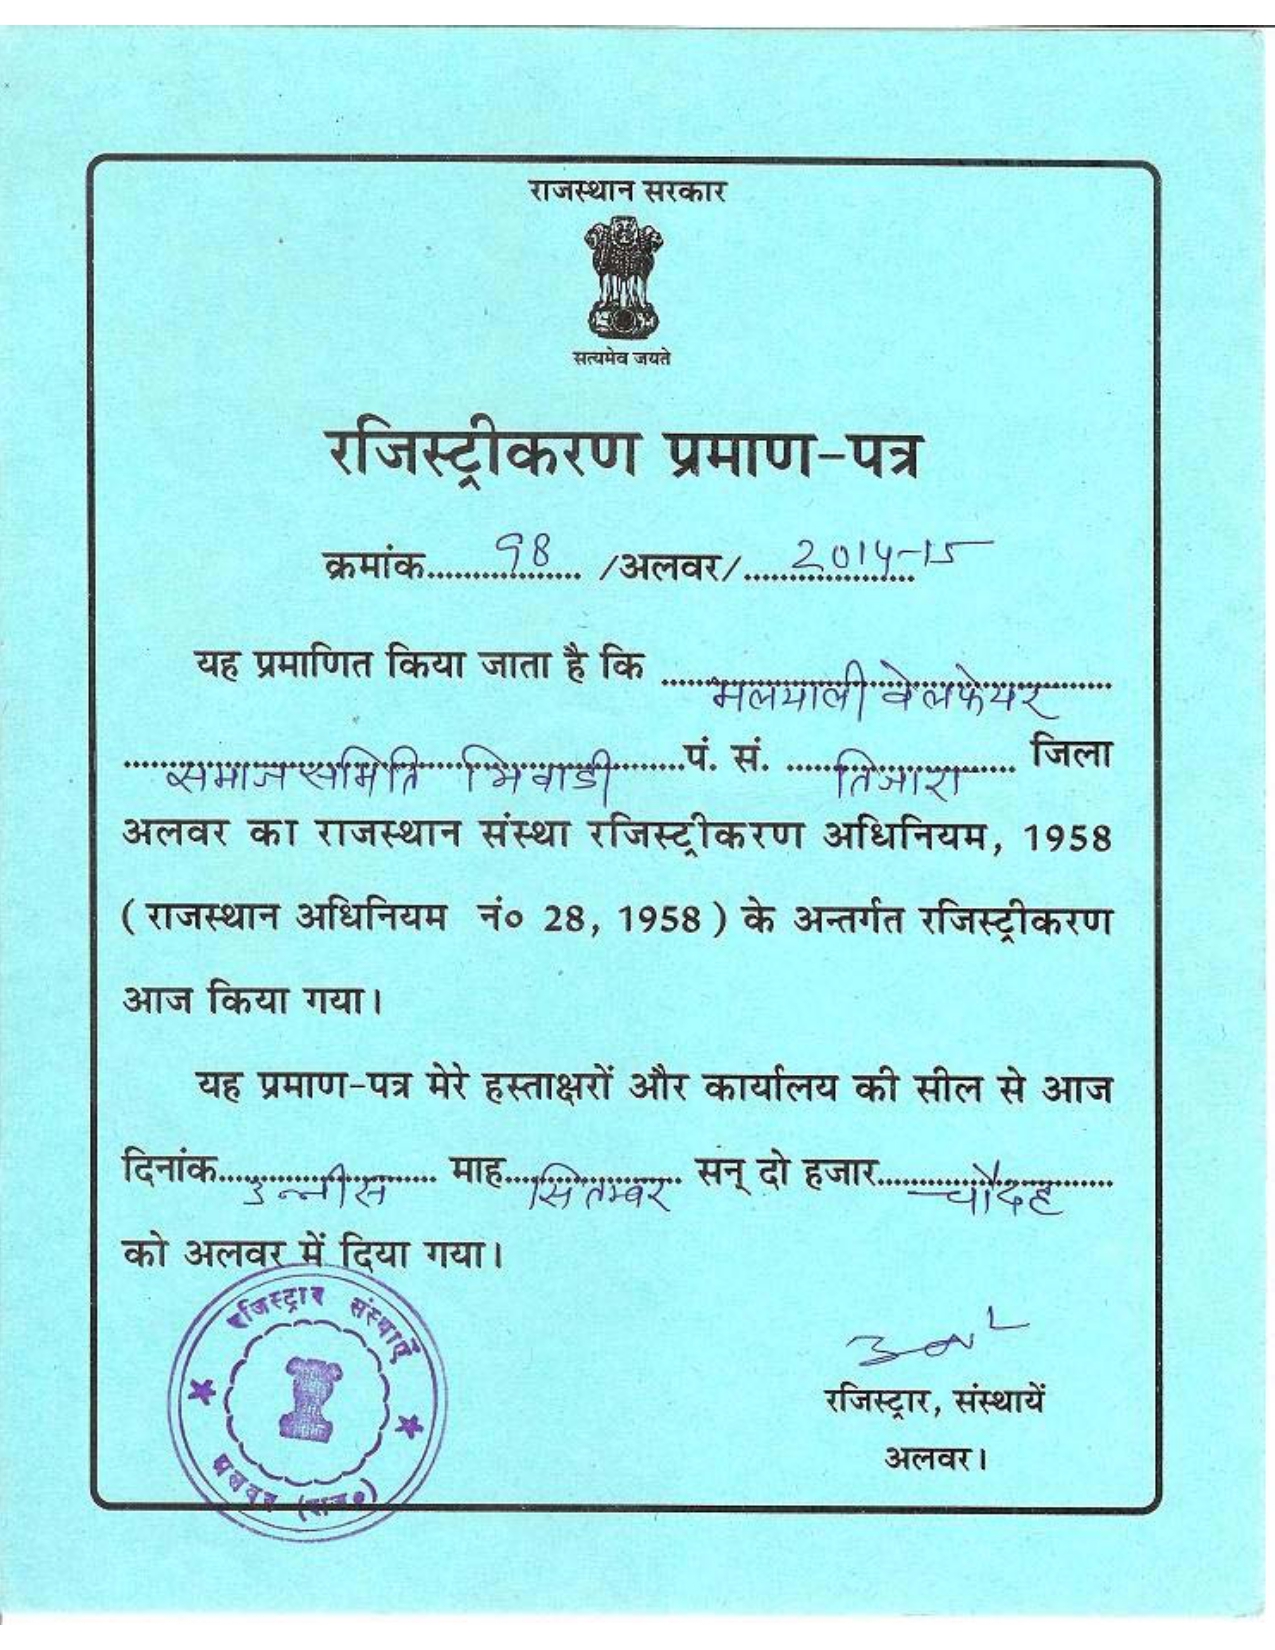 राजस्थान सरकार
सत्यमेव जयते
रजिस्ट्रीकरण प्रमाण-पत्र
क्रमांक.....98...... /अलवर/....2014-15
यह प्रमाणित किया जाता है कि ....मलयाली वेलफेयर....
....समाज समिति भिवाडी....पं. सं. ....तिजारा.... जिला
अलवर का राजस्थान संस्था रजिस्ट्रीकरण अधिनियम, 1958
(राजस्थान अधिनियम नं० 28, 1958) के अन्तर्गत रजिस्ट्रीकरण
आज किया गया।
यह प्रमाण-पत्र मेरे हस्ताक्षरों और कार्यालय की सील से आज
दिनांक....उन्नीस.... माह....सितम्बर.... सन् दो हजार....चौदह....
को अलवर में दिया गया।
रजिस्ट्रार संस्थाएँ
अलवर (राज०)
रजिस्ट्रार, संस्थायें
अलवर।